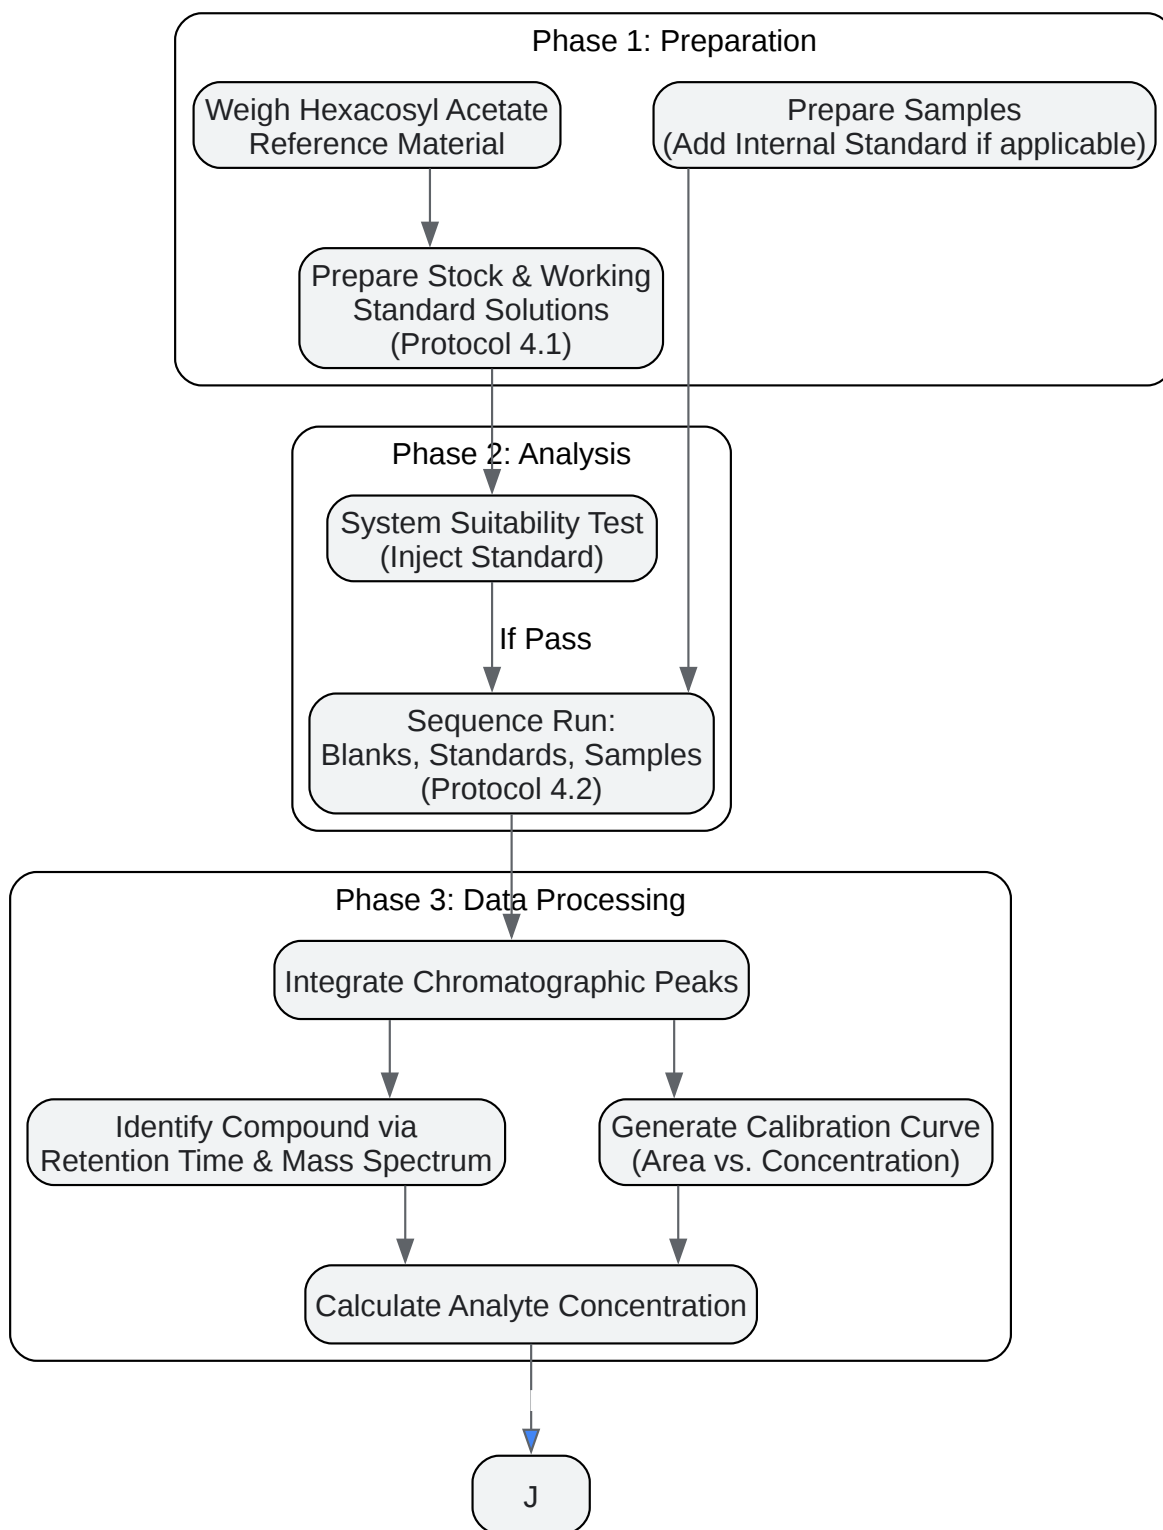 Phase 1: Preparation
Weigh Hexacosyl Acetate
Reference Material
Prepare Samples
(Add Internal Standard if applicable)
Prepare Stock & Working
Standard Solutions
(Protocol 4.1)
Phase 2: Analysis
System Suitability Test
(Inject Standard)
If Pass
Sequence Run:
Blanks, Standards, Samples
(Protocol 4.2)
Phase 3: Data Processing
Integrate Chromatographic Peaks
Identify Compound via
Retention Time & Mass Spectrum
Generate Calibration Curve
(Area vs. Concentration)
Calculate Analyte Concentration
J